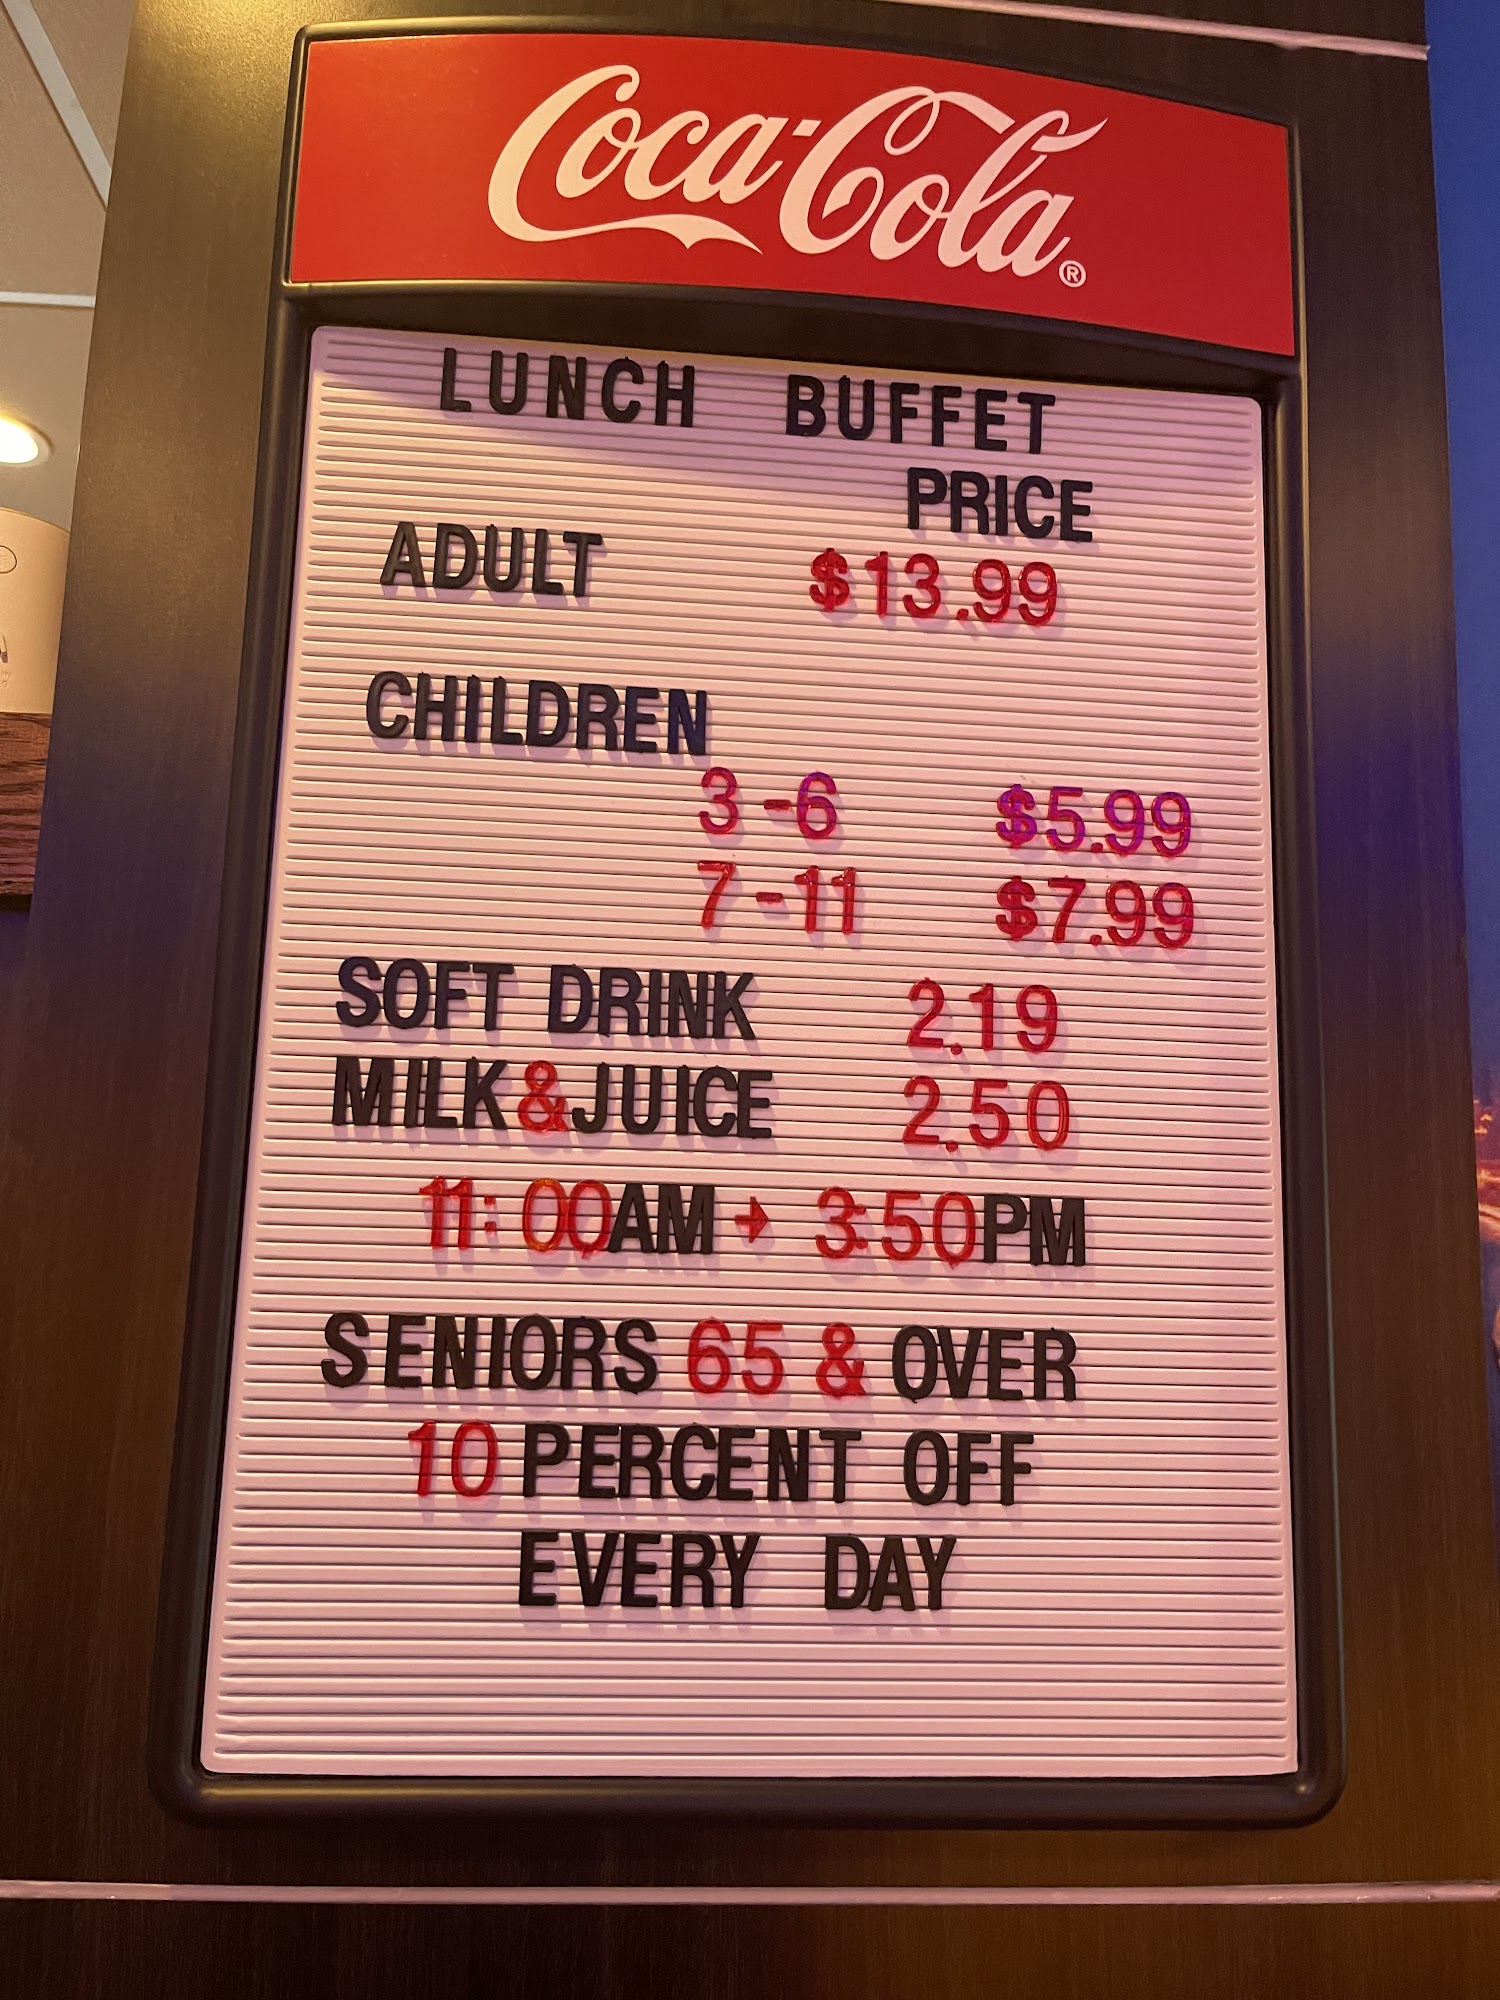 Coca-Cola®
LUNCH BUFFET
PRICE
ADULT $13.99
CHILDREN
3-6 $5.99
7-11 $7.99
SOFT DRINK 2.19
MILK&JUICE 2.50
11:00AM → 3:50PM
SENIORS 65 & OVER
10 PERCENT OFF
EVERY DAY